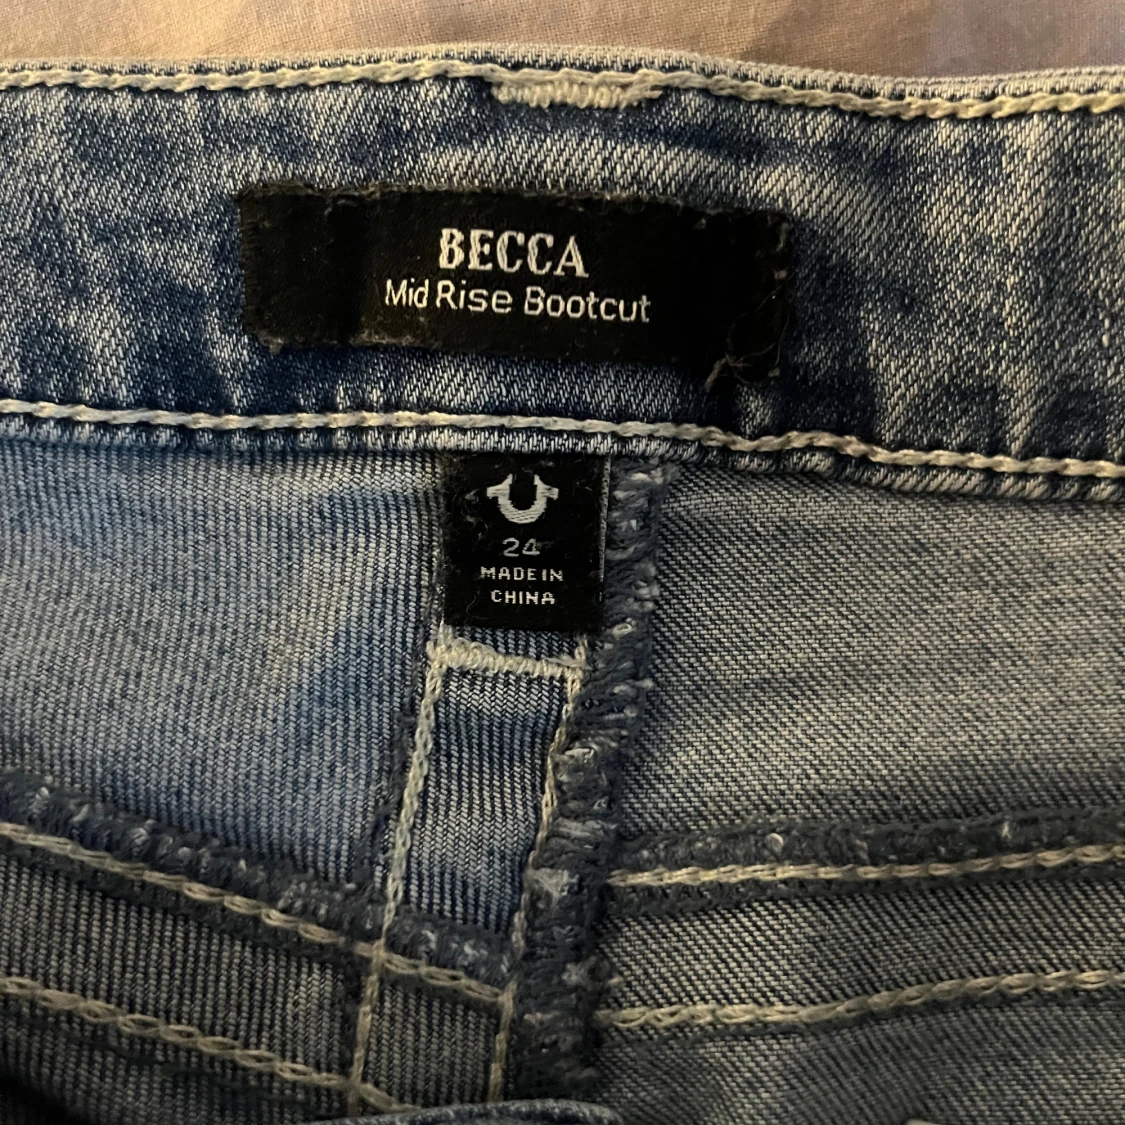 BECCA
Mid Rise Bootcut
24
MADE IN
CHINA